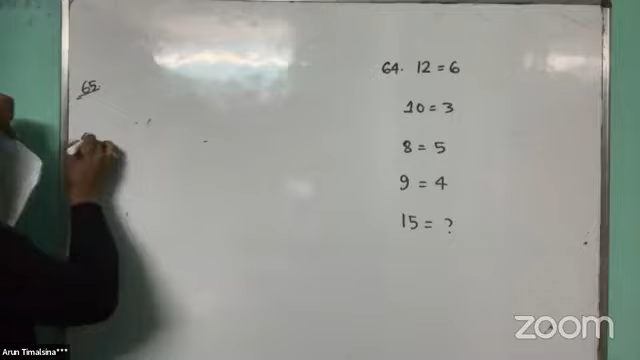 65.
64. 12 = 6
10 = 3
8 = 5
9 = 4
15 = ?
zoom
Arun Timalsina***